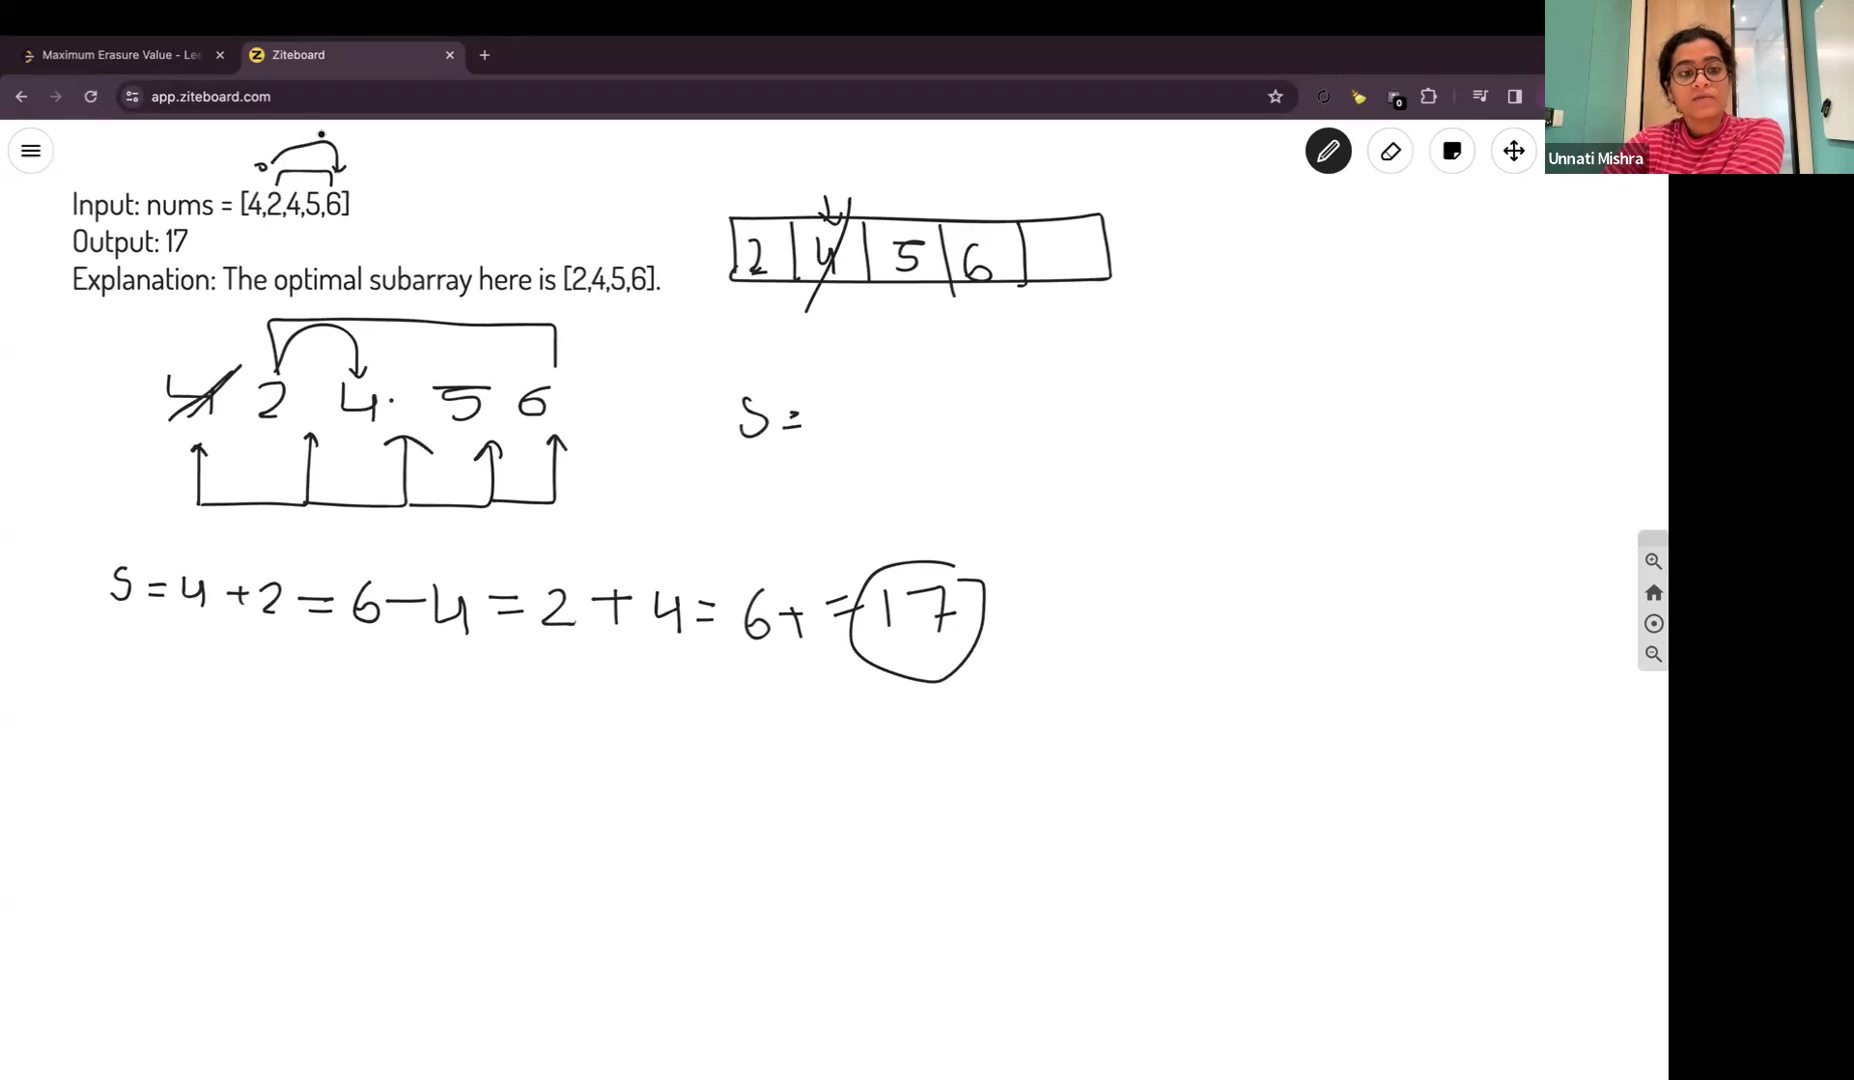 Maximum Erasure Value - Lee
Ziteboard
app.ziteboard.com
0
Unnati Mishra
Input: nums = [4,2,4,5,6]
Output: 17
Explanation: The optimal subarray here is [2,4,5,6].
2 4 5 6
4 2 4. 5 6
S =
S = 4 + 2 = 6 - 4 = 2 + 4 = 6 + = 17